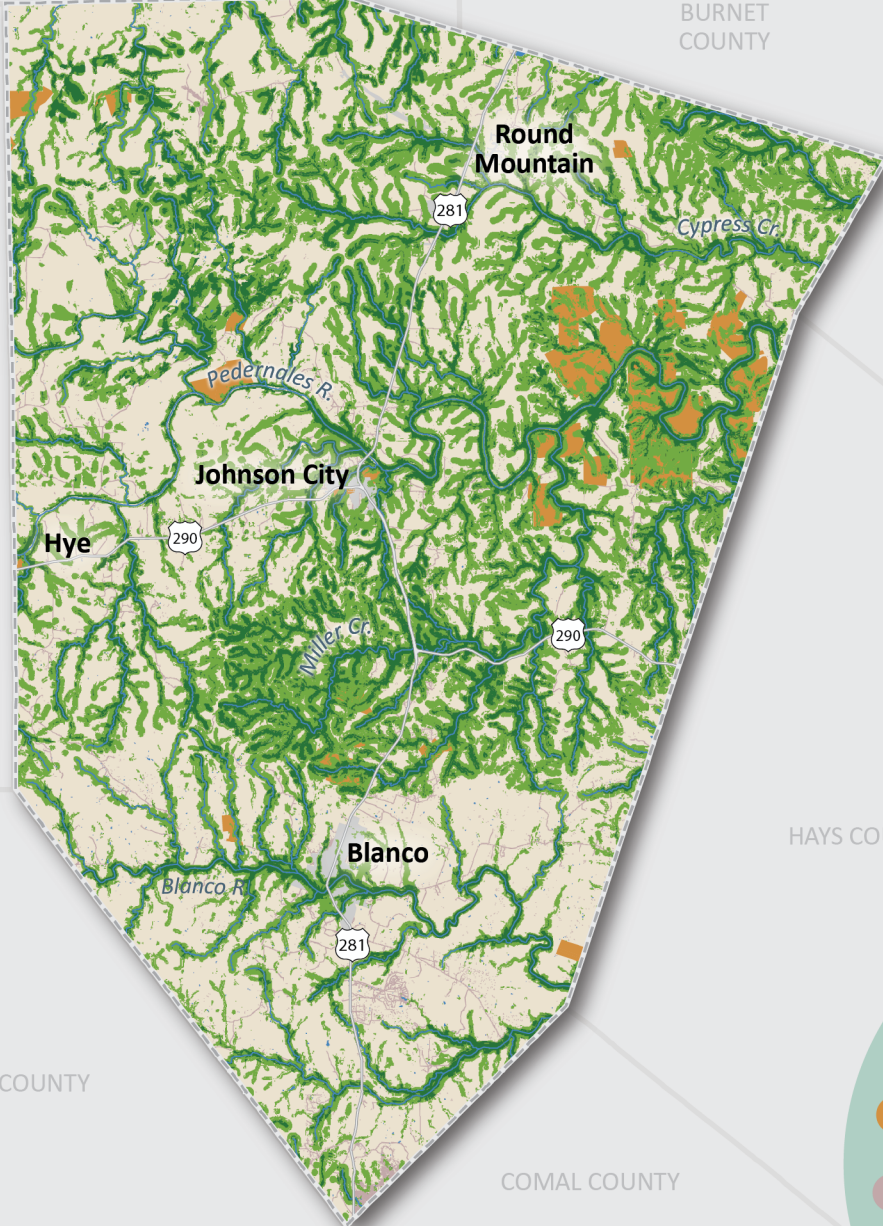 BURNET
COUNTY
Round
Mountain
281
Cypress Cr.
Pedernales R.
Johnson City
Hye
290
Miller Cr.
290
HAYS CO
Blanco
Blanco R
281
COUNTY
COMAL COUNTY